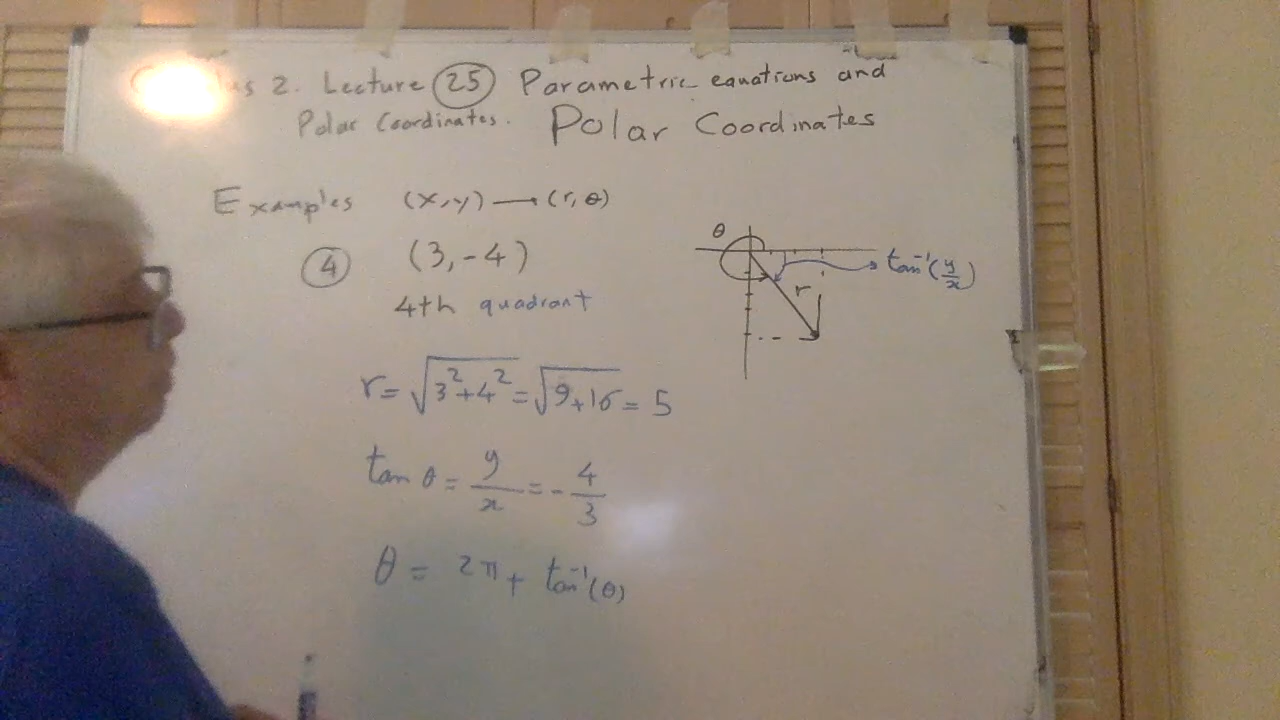 s 2. Lecture 25 Parametric equations and
Polar Coordinates. Polar Coordinates
Examples (x,y) → (r, θ)
4 (3, -4)
4th quadrant
θ
r
tan⁻¹(y/x)
r = √(3²+4²) = √(9+16) = 5
tan θ = y/x = - 4/3
θ = 2π + tan⁻¹(θ)